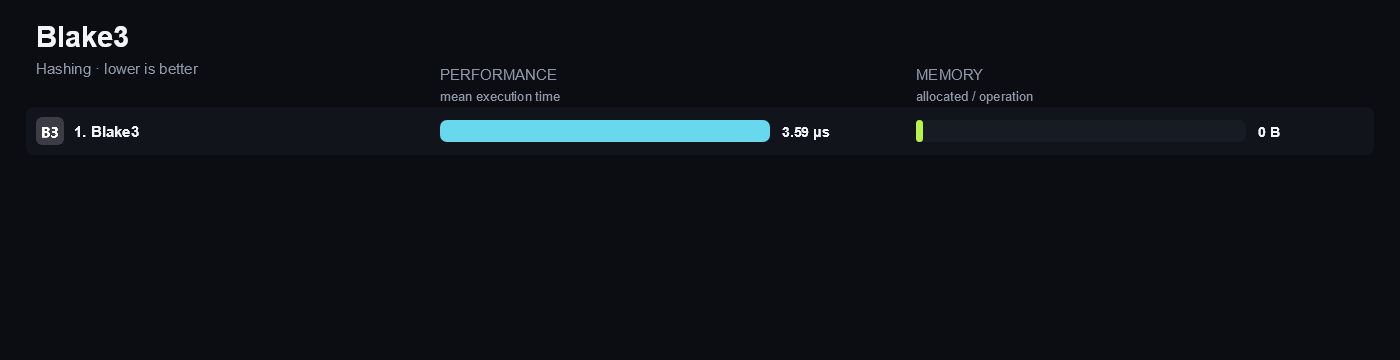 Blake3
Hashing · lower is better
PERFORMANCE
mean execution time
MEMORY
allocated / operation
B3 1. Blake3 3.59 µs 0 B